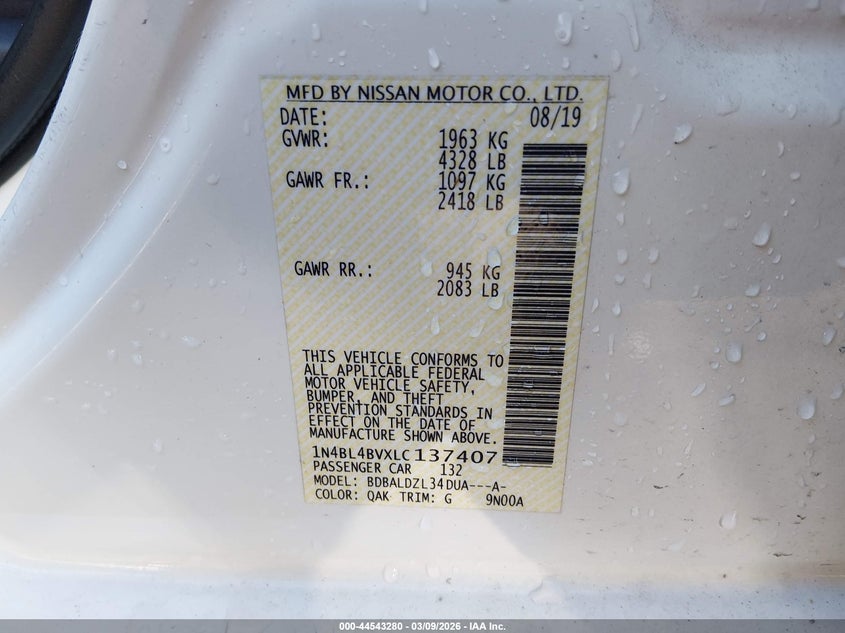 MFD BY NISSAN MOTOR CO., LTD.
DATE: 08/19
GVWR: 1963 KG
4328 LB
GAWR FR.: 1097 KG
2418 LB
GAWR RR.: 945 KG
2083 LB
THIS VEHICLE CONFORMS TO
ALL APPLICABLE FEDERAL
MOTOR VEHICLE SAFETY,
BUMPER, AND THEFT
PREVENTION STANDARDS IN
EFFECT ON THE DATE OF
MANUFACTURE SHOWN ABOVE.
1N4BL4BVXLC137407
PASSENGER CAR 132
MODEL: BDBALDZL34DUA---A-
COLOR: QAK TRIM: G 9N00A
000-44543280 - 03/09/2026 - IAA Inc.